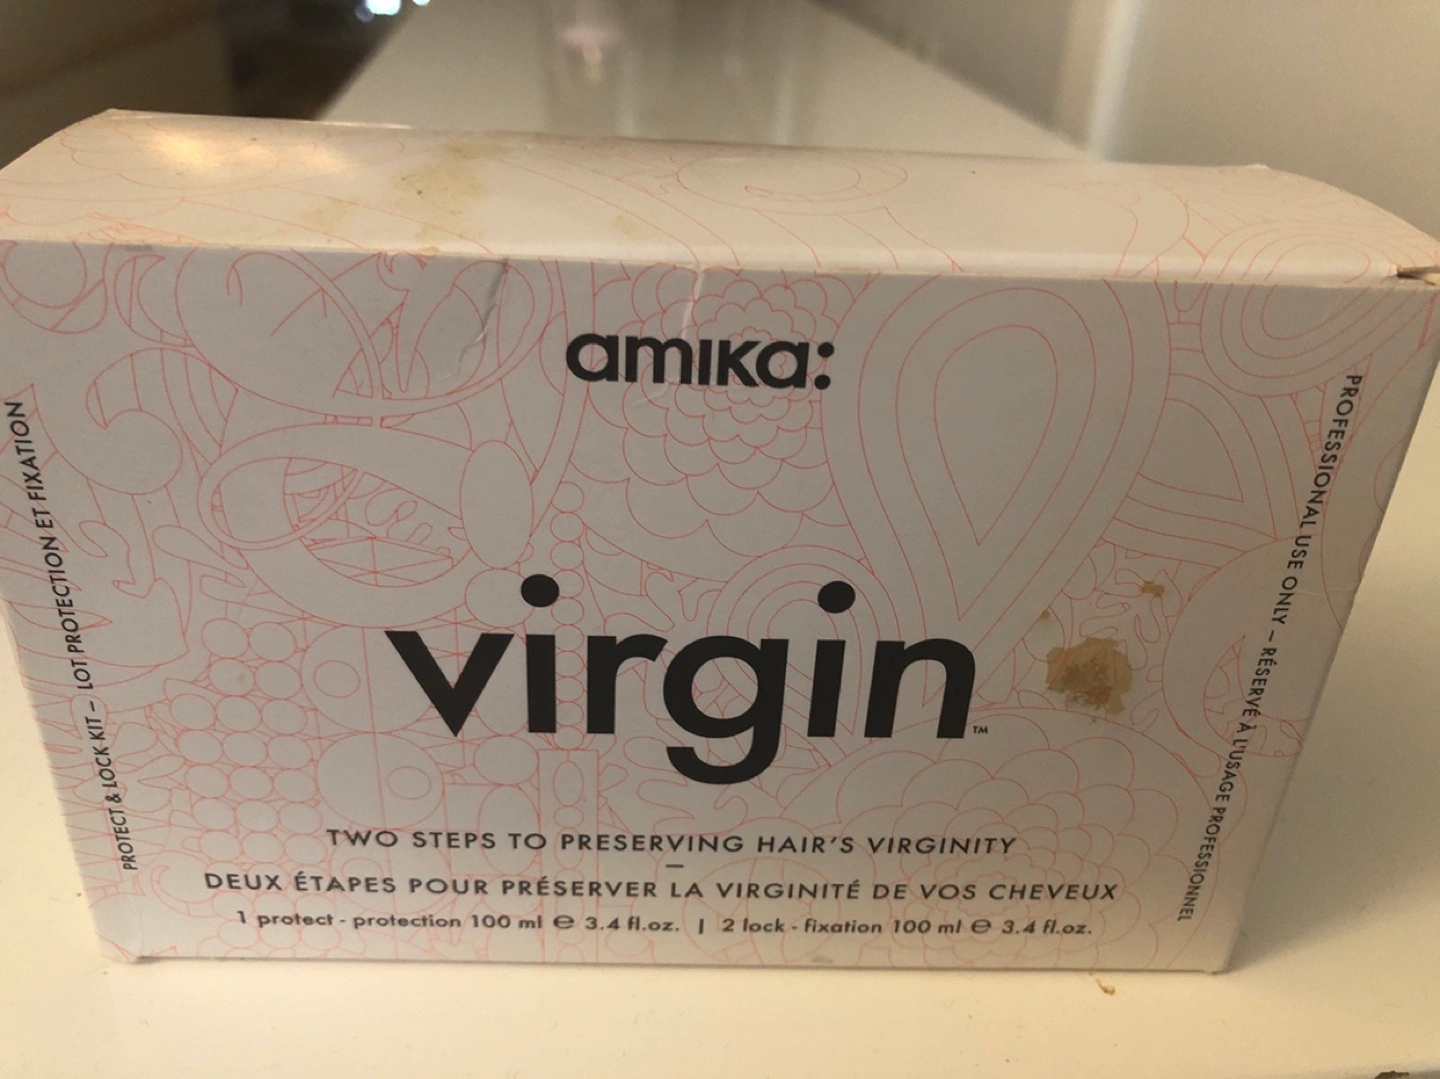 amika:
virgin™
TWO STEPS TO PRESERVING HAIR'S VIRGINITY
–
DEUX ÉTAPES POUR PRÉSERVER LA VIRGINITÉ DE VOS CHEVEUX
1 protect - protection 100 ml ℮ 3.4 fl.oz. | 2 lock - fixation 100 ml ℮ 3.4 fl.oz.
PROTECT & LOCK KIT – LOT PROTECTION ET FIXATION
PROFESSIONAL USE ONLY – RÉSERVÉ À L'USAGE PROFESSIONNEL